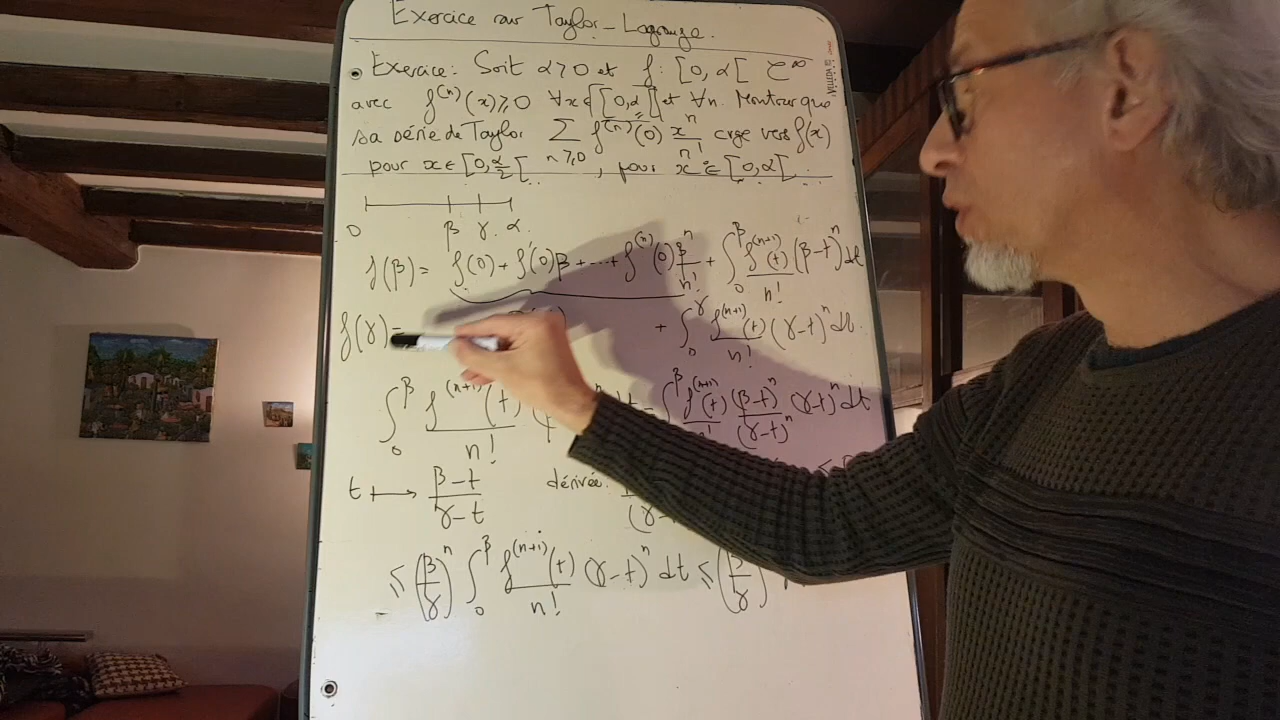 Exercice sur Taylor-Lagrange.
• Exercice: Soit α>0 et f: [0, α[ C^∞
avec f^(n)(x)≥0 ∀x∈[0,α[ et ∀n. Montrer que
sa série de Taylor ∑_{n≥0} f^(n)(0) x^n/n! cvge vers f(x)
pour x∈[0,α/2[ , puis x∈[0,α[.
0 β γ α
f(β) = f(0) + f'(0)β + ... + f^(n)(0) β^n/n! + ∫_0^β f^(n+1)(t)/n! (β-t)^n dt
f(γ) = + ∫_0^γ f^(n+1)(t)/n! (γ-t)^n dt.
∫_0^β f^(n+1)(t)/n! = ∫_0^β f^(n+1)(t)/n! (β-t)^n/(γ-t)^n (γ-t)^n dt
t ↦ (β-t)/(γ-t) dérivée:
≤ (β/γ)^n ∫_0^β f^(n+1)(t)/n! (γ-t)^n dt ≤ (β/γ)